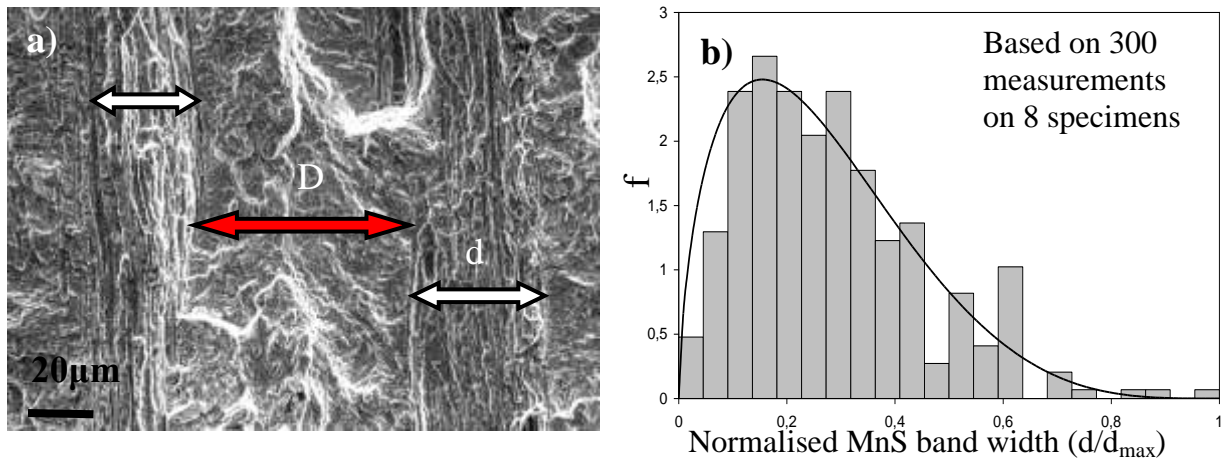 a)
D
d
20µm
b)
Based on 300
measurements
on 8 specimens
f
3
2,5
2
1,5
1
0,5
0
0 0,2 0,4 0,6 0,8 1
Normalised MnS band width (d/dmax)